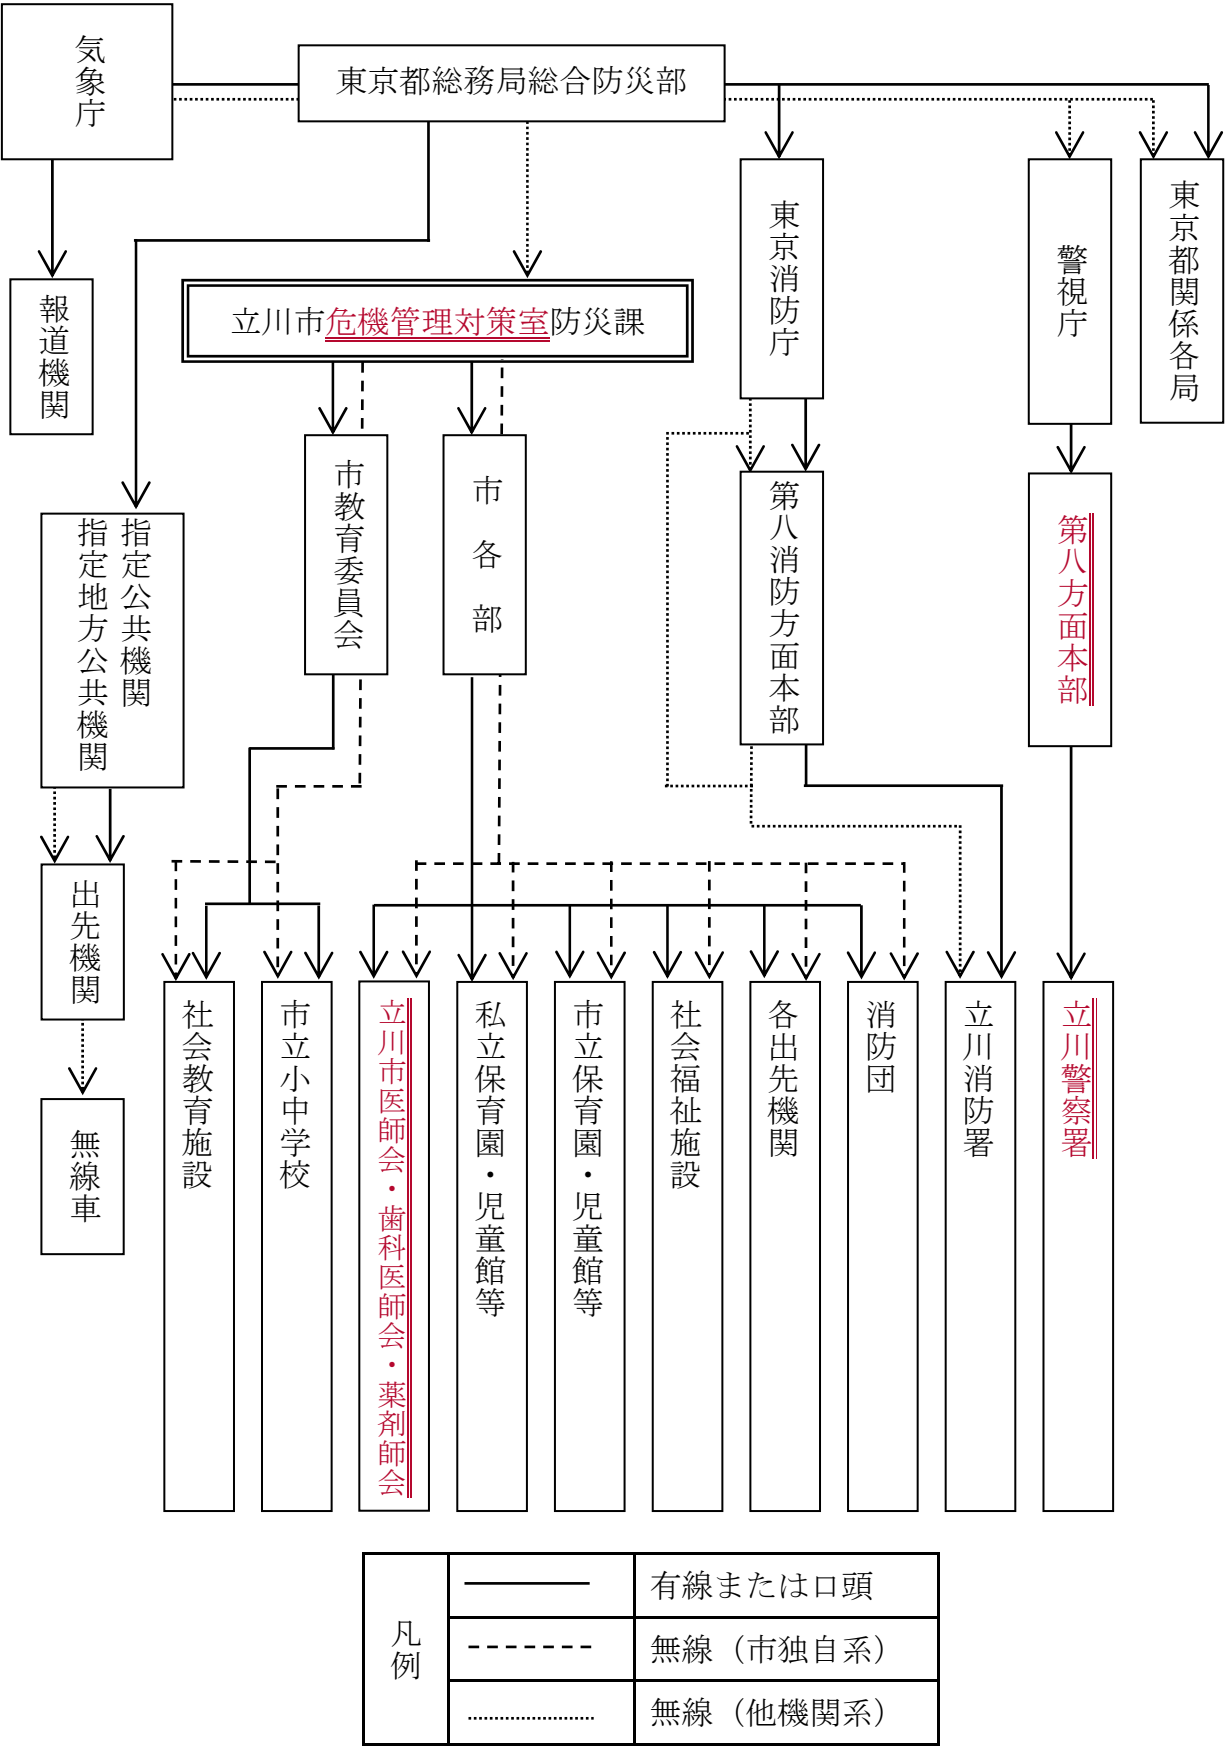 気象庁
東京都総務局総合防災部
報道機関
立川市危機管理対策室防災課
東京消防庁
警視庁
東京都関係各局
指定公共機関
指定地方公共機関
市教育委員会
市各部
第八消防方面本部
第八方面本部
出先機関
無線車
社会教育施設
市立小中学校
立川市医師会・歯科医師会・薬剤師会
私立保育園・児童館等
市立保育園・児童館等
社会福祉施設
各出先機関
消防団
立川消防署
立川警察署
凡例
有線または口頭
無線（市独自系）
無線（他機関系）